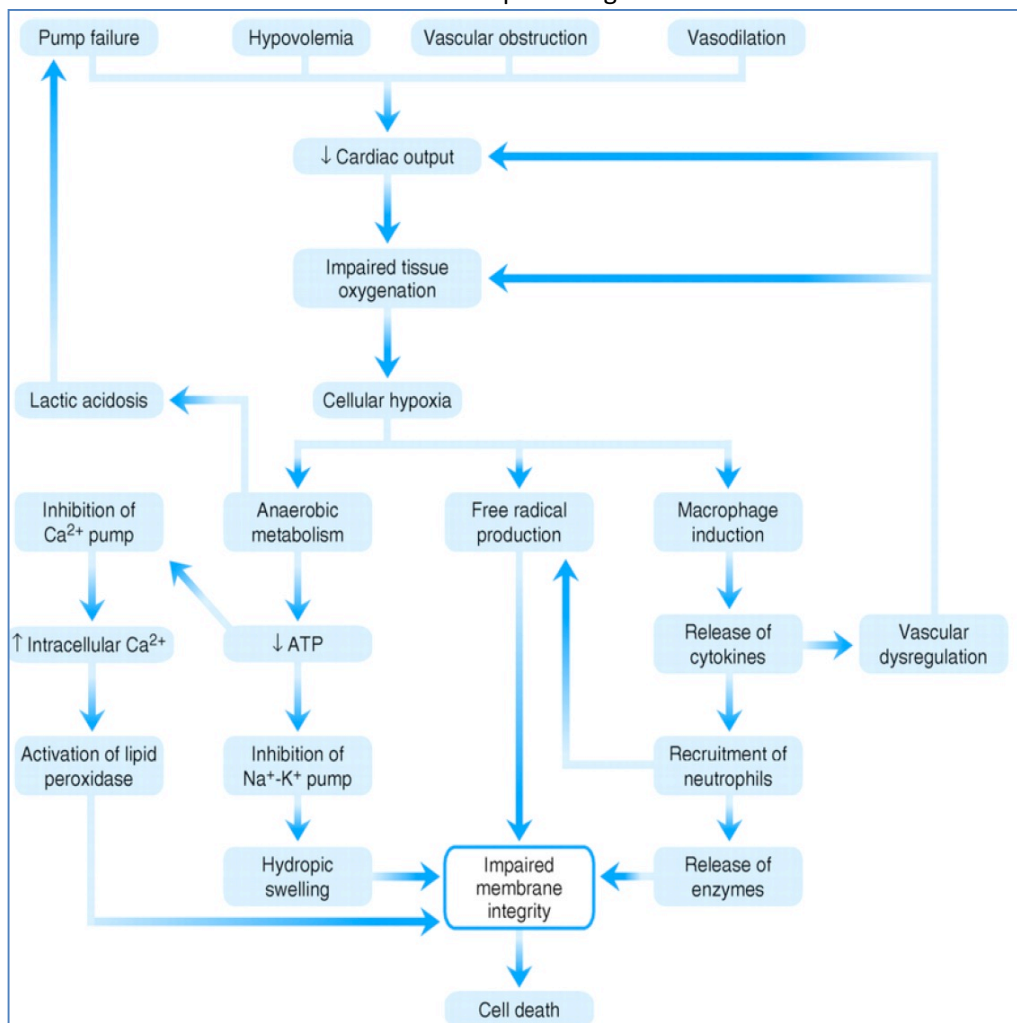 Pump failure
Hypovolemia
Vascular obstruction
Vasodilation
↓ Cardiac output
Impaired tissue
oxygenation
Lactic acidosis
Cellular hypoxia
Inhibition of
Ca²⁺ pump
Anaerobic
metabolism
Free radical
production
Macrophage
induction
↑ Intracellular Ca²⁺
↓ ATP
Release of
cytokines
Vascular
dysregulation
Activation of lipid
peroxidase
Inhibition of
Na⁺-K⁺ pump
Recruitment of
neutrophils
Hydropic
swelling
Impaired
membrane
integrity
Release of
enzymes
Cell death